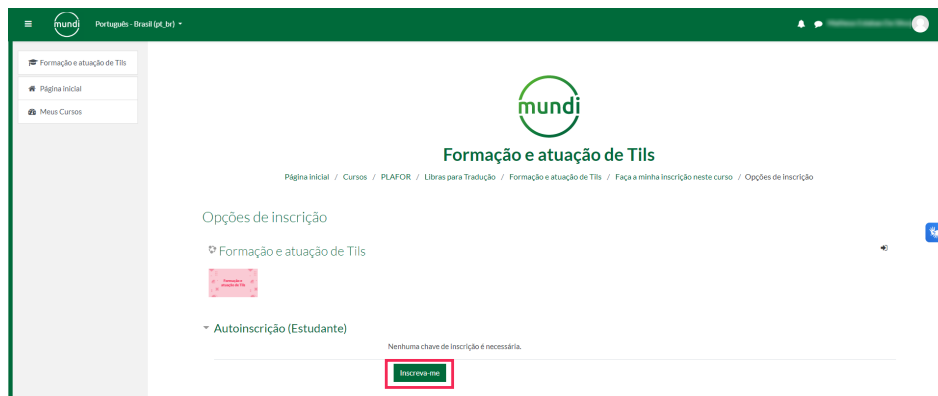 mundi
Português - Brasil (pt_br)
Formação e atuação de Tils
Página inicial
Meus Cursos
mundi
Formação e atuação de Tils
Página inicial / Cursos / PLAFOR / Libras para Tradução / Formação e atuação de Tils / Faça a minha inscrição neste curso / Opções de Inscrição
Opções de inscrição
Formação e atuação de Tils
Formação e
atuação de Tils
Autoinscrição (Estudante)
Nenhuma chave de inscrição é necessária.
Inscreva-me